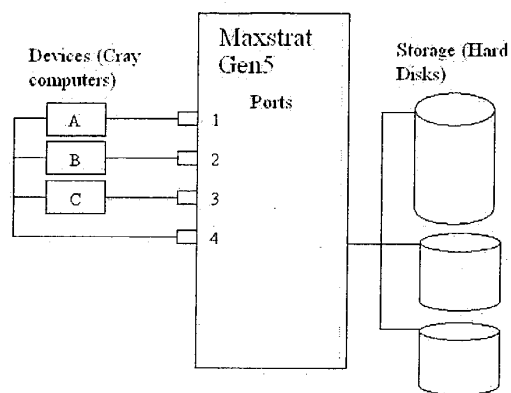 Devices (Cray
computers)
Maxstrat
Gen5
Ports
Storage (Hard
Disks)
A
1
B
2
C
3
4